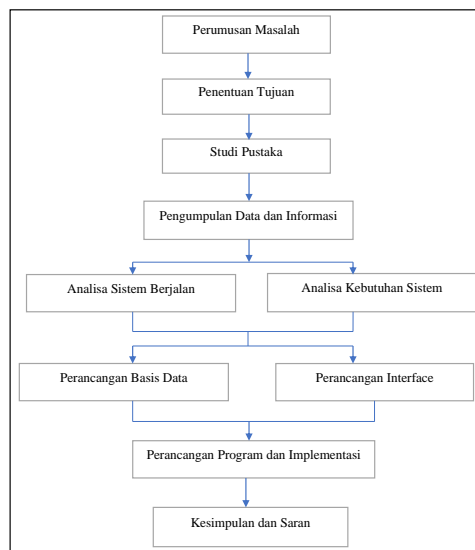 Perumusan Masalah
Penentuan Tujuan
Studi Pustaka
Pengumpulan Data dan Informasi
Analisa Sistem Berjalan
Analisa Kebutuhan Sistem
Perancangan Basis Data
Perancangan Interface
Perancangan Program dan Implementasi
Kesimpulan dan Saran